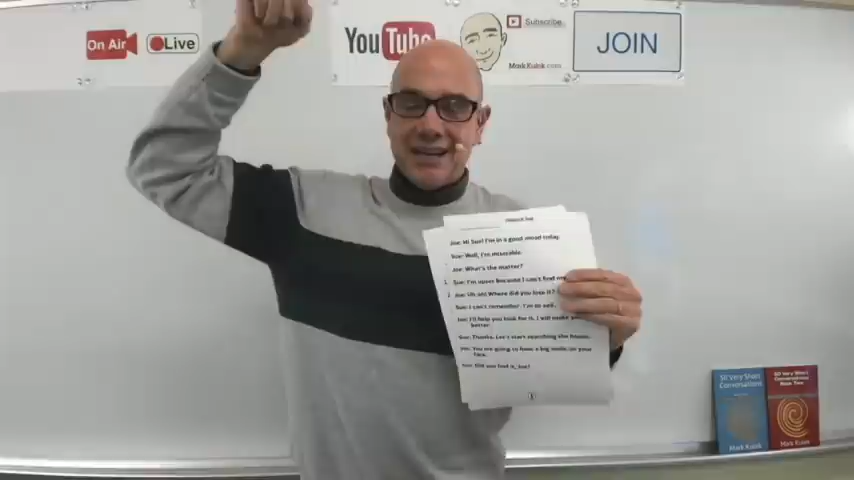 On Air
Live
YouTube
Subscribe
MarkKulek.com
JOIN
Joe: Hi Sue! I'm in a good mood today.
Sue: Well, I'm miserable.
Joe: What's the matter?
1. Sue: I'm upset because I can't find my
2. Joe: Uh oh! Where did you lose it?
Sue: I can't remember. I'm so sad.
Joe: I'll help you look for it. I will make you
better.
Sue: Thanks. Let's start searching the house.
Joe: You are going to have a big smile on your
face.
Sue: Did you find it, Joe?
1
50 Very Short
Conversations
Mark Kulek
50 Very Short
Conversations
Book Two
Mark Kulek